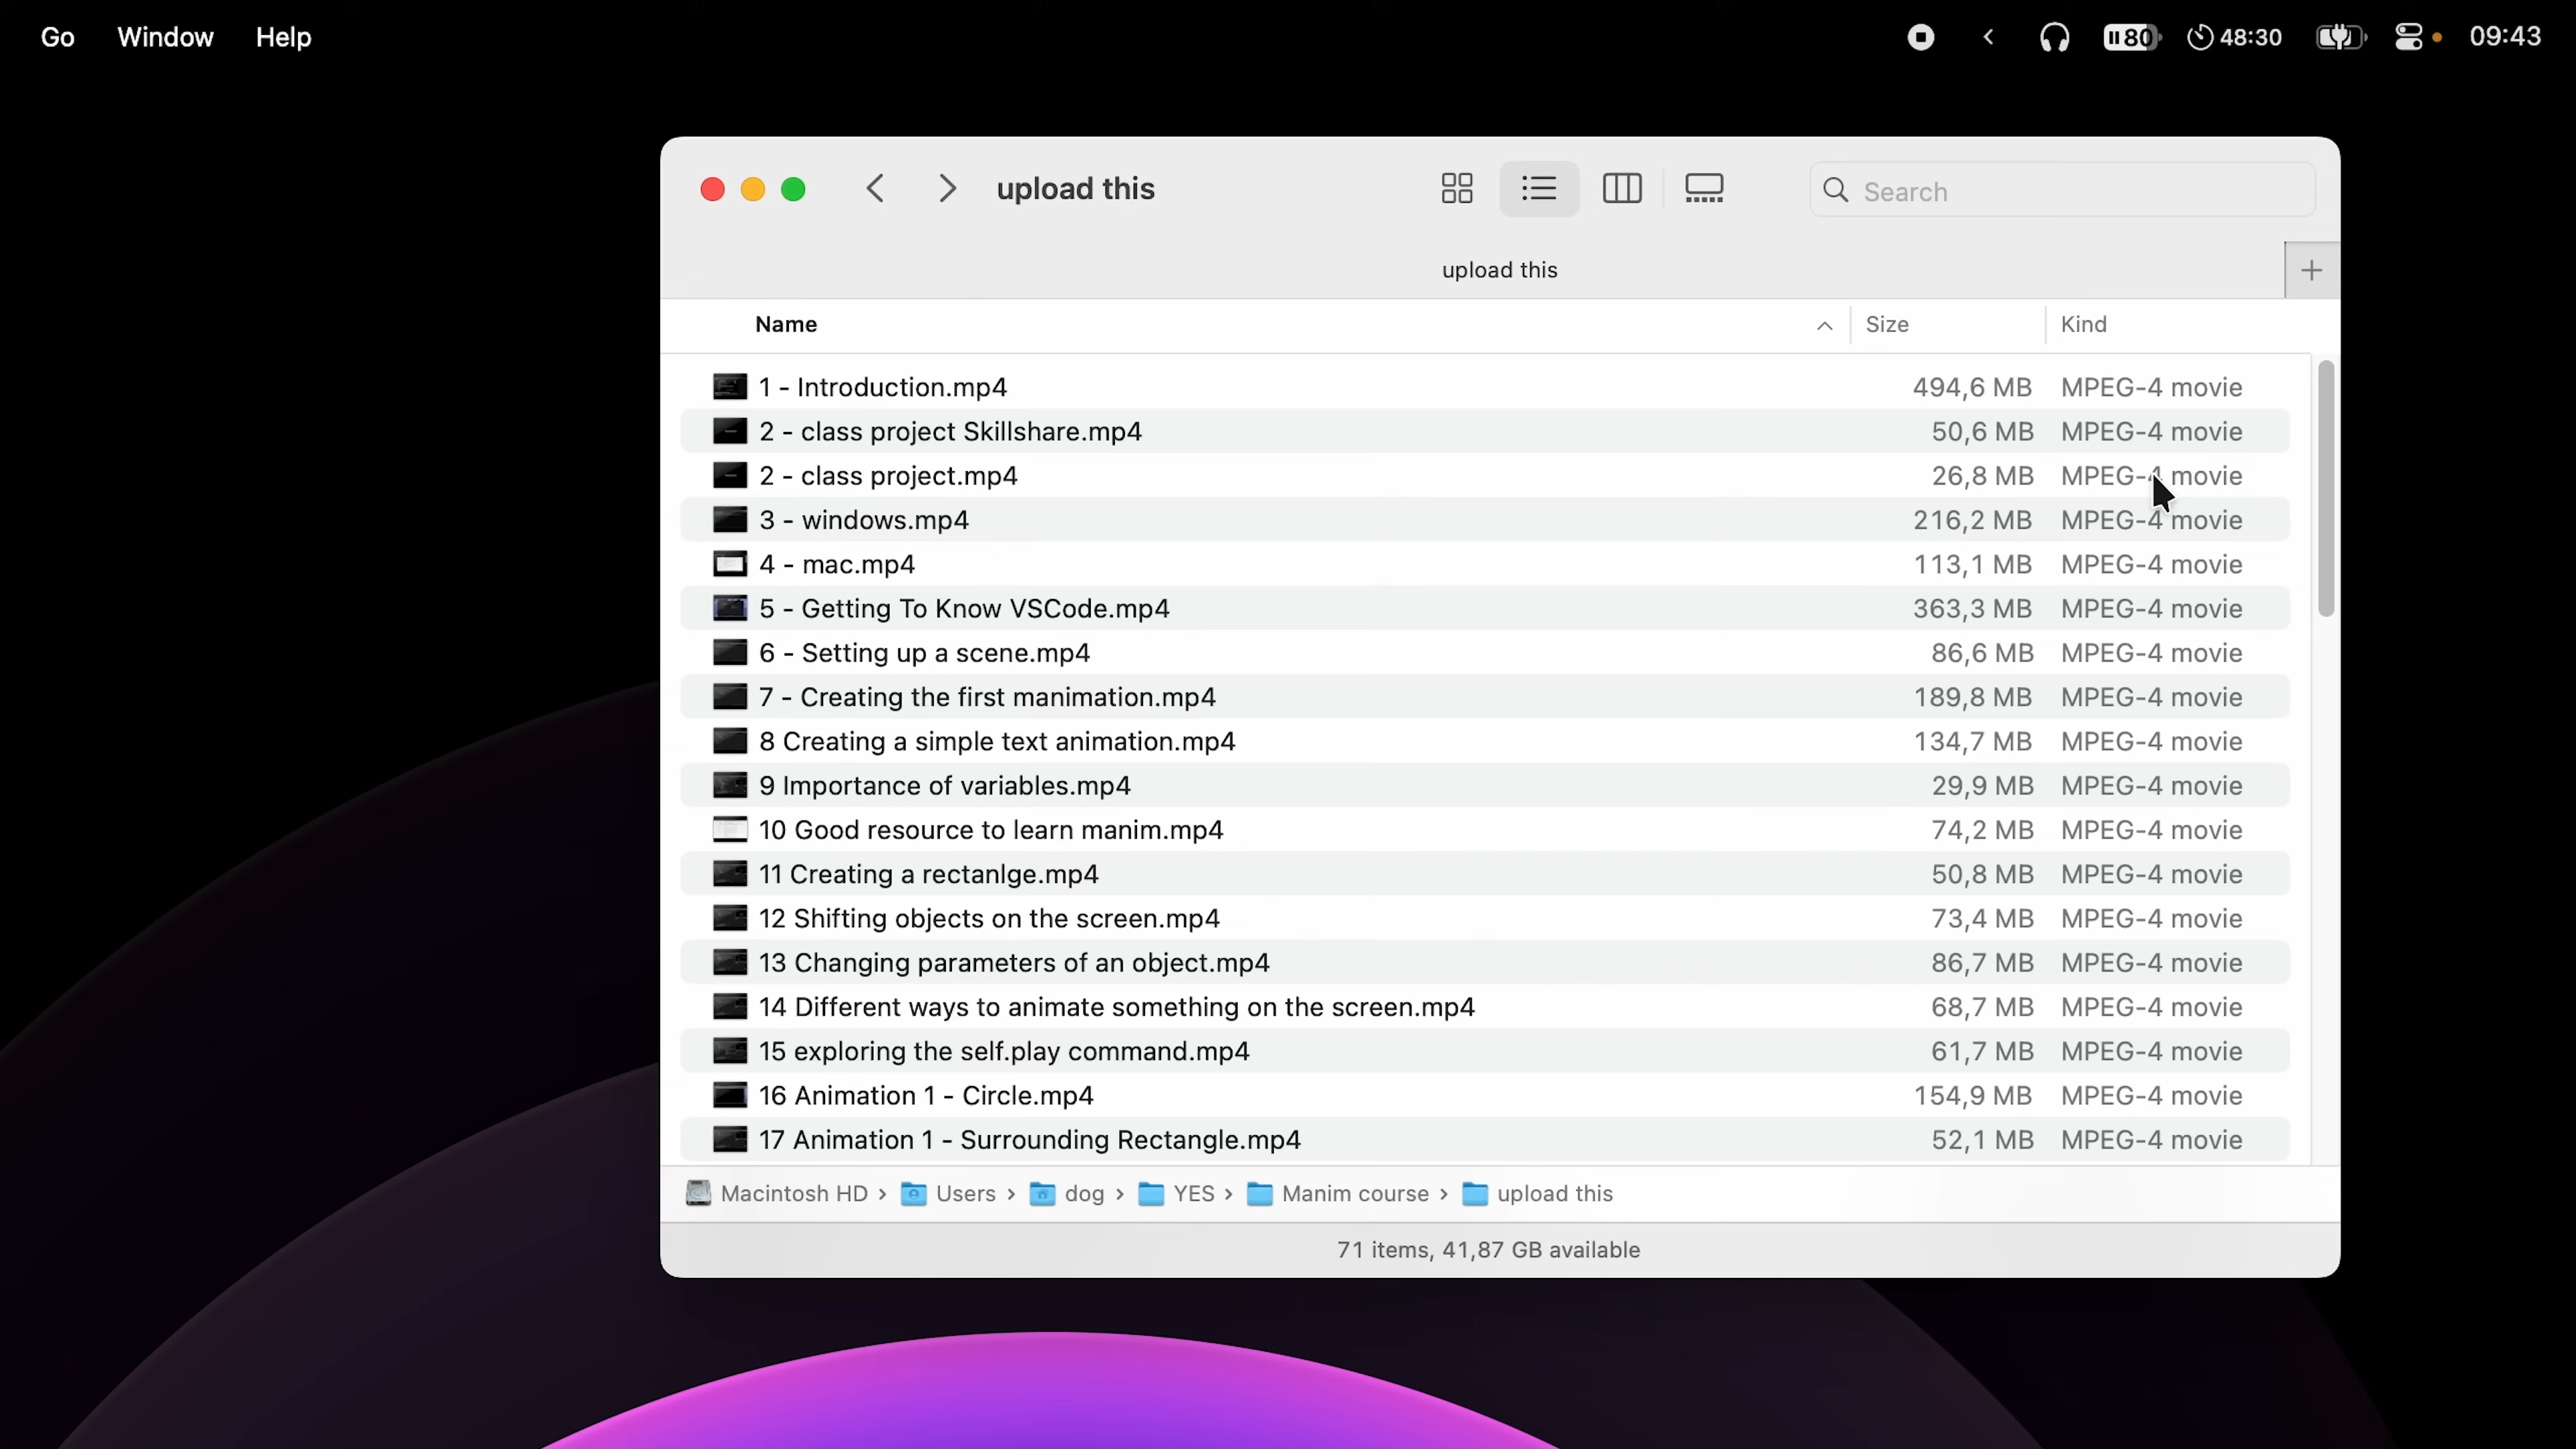 Go Window Help 80 48:30 09:43
upload this Search
upload this +
Name Size Kind
1 - Introduction.mp4 494,6 MB MPEG-4 movie
2 - class project Skillshare.mp4 50,6 MB MPEG-4 movie
2 - class project.mp4 26,8 MB MPEG-4 movie
3 - windows.mp4 216,2 MB MPEG-4 movie
4 - mac.mp4 113,1 MB MPEG-4 movie
5 - Getting To Know VSCode.mp4 363,3 MB MPEG-4 movie
6 - Setting up a scene.mp4 86,6 MB MPEG-4 movie
7 - Creating the first manimation.mp4 189,8 MB MPEG-4 movie
8 Creating a simple text animation.mp4 134,7 MB MPEG-4 movie
9 Importance of variables.mp4 29,9 MB MPEG-4 movie
10 Good resource to learn manim.mp4 74,2 MB MPEG-4 movie
11 Creating a rectanlge.mp4 50,8 MB MPEG-4 movie
12 Shifting objects on the screen.mp4 73,4 MB MPEG-4 movie
13 Changing parameters of an object.mp4 86,7 MB MPEG-4 movie
14 Different ways to animate something on the screen.mp4 68,7 MB MPEG-4 movie
15 exploring the self.play command.mp4 61,7 MB MPEG-4 movie
16 Animation 1 - Circle.mp4 154,9 MB MPEG-4 movie
17 Animation 1 - Surrounding Rectangle.mp4 52,1 MB MPEG-4 movie
Macintosh HD › Users › dog › YES › Manim course › upload this
71 items, 41,87 GB available